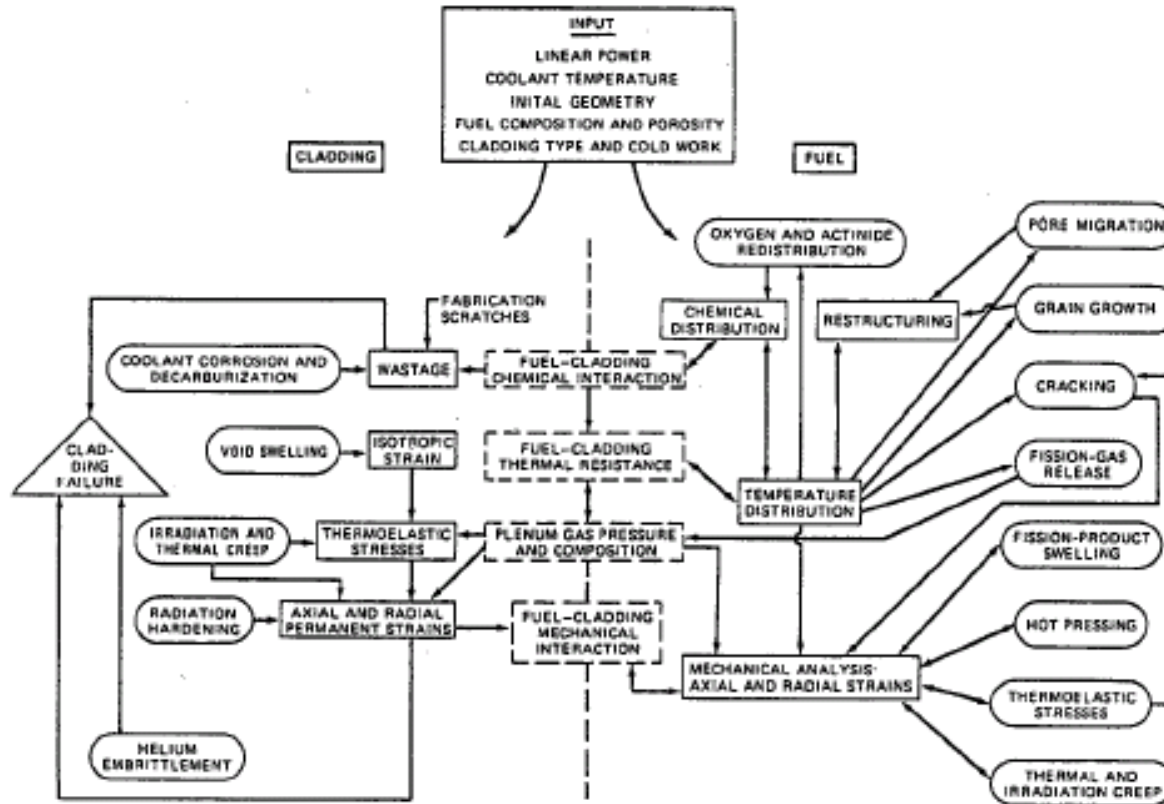 INPUT
LINEAR POWER
COOLANT TEMPERATURE
INITAL GEOMETRY
FUEL COMPOSITION AND POROSITY
CLADDING TYPE AND COLD WORK
CLADDING
FUEL
OXYGEN AND ACTINIDE
REDISTRIBUTION
PORE MIGRATION
FABRICATION
SCRATCHES
CHEMICAL
DISTRIBUTION
RESTRUCTURING
GRAIN GROWTH
COOLANT CORROSION AND
DECARBURIZATION
WASTAGE
FUEL-CLADDING
CHEMICAL INTERACTION
CRACKING
CLAD-
DING
FAILURE
VOID SWELLING
ISOTROPIC
STRAIN
FUEL-CLADDING
THERMAL RESISTANCE
FISSION-GAS
RELEASE
TEMPERATURE
DISTRIBUTION
IRRADIATION AND
THERMAL CREEP
THERMOELASTIC
STRESSES
PLENUM GAS PRESSURE
AND COMPOSITION
FISSION-PRODUCT
SWELLING
RADIATION
HARDENING
AXIAL AND RADIAL
PERMANENT STRAINS
FUEL-CLADDING
MECHANICAL
INTERACTION
HOT PRESSING
MECHANICAL ANALYSIS-
AXIAL AND RADIAL STRAINS
THERMOELASTIC
STRESSES
HELIUM
EMBRITTLEMENT
THERMAL AND
IRRADIATION CREEP